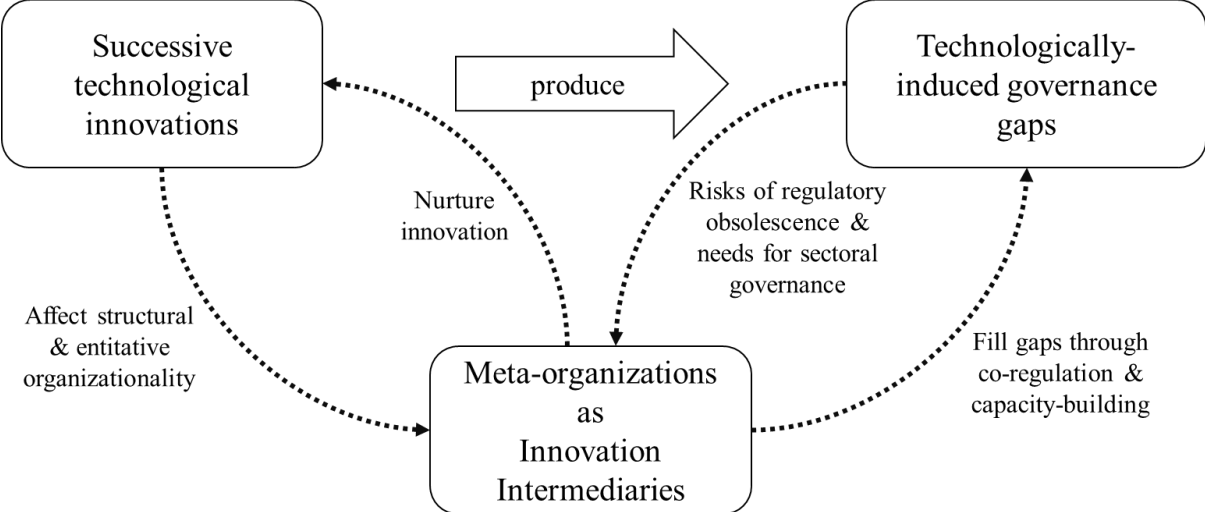 Successive
technological
innovations
produce
Technologically-
induced governance
gaps
Nurture
innovation
Risks of regulatory
obsolescence &
needs for sectoral
governance
Affect structural
& entitative
organizationality
Fill gaps through
co-regulation &
capacity-building
Meta-organizations
as
Innovation
Intermediaries